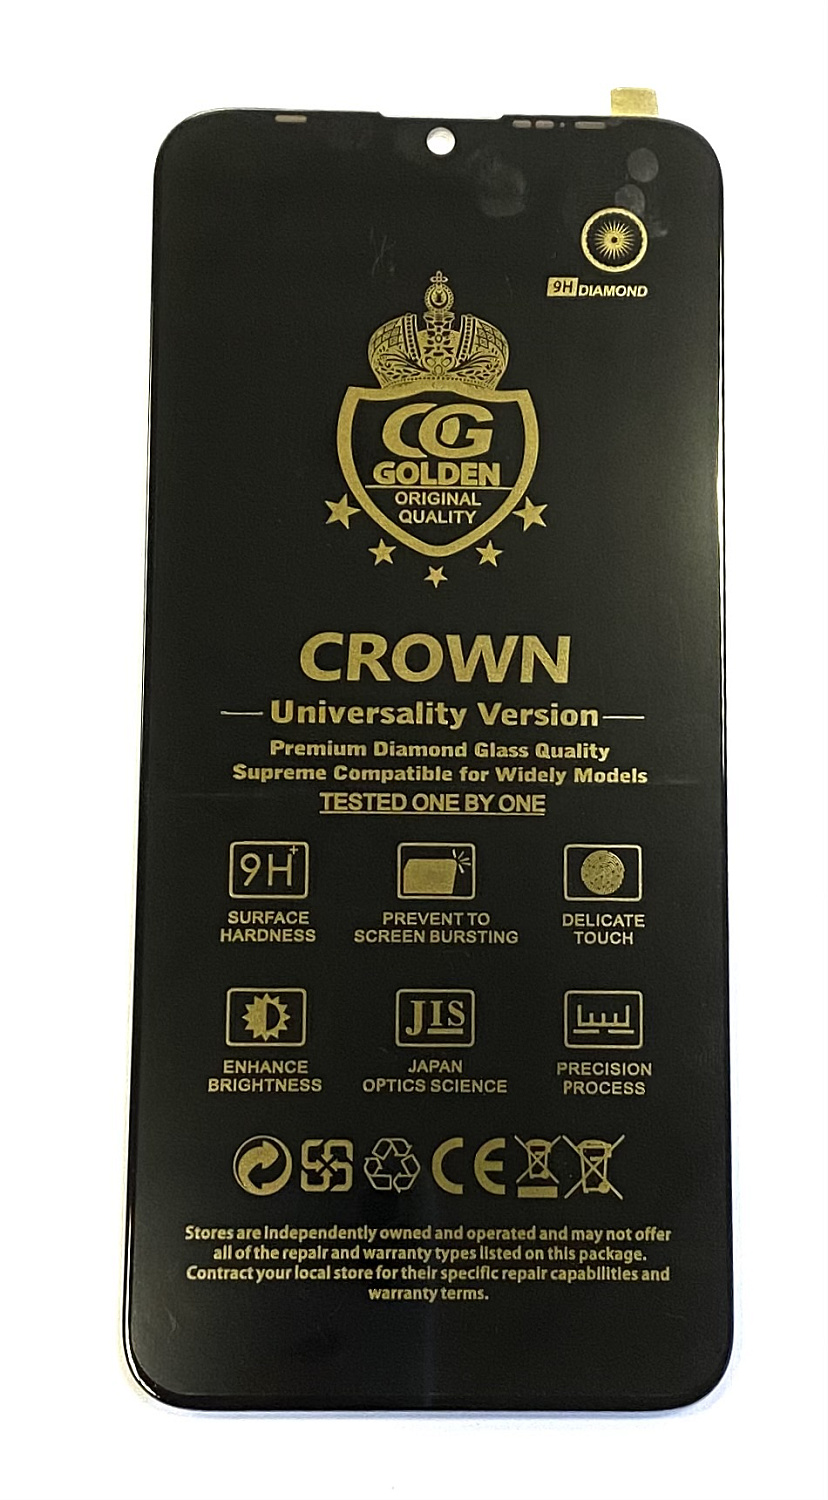 9H DIAMOND
CG
GOLDEN
ORIGINAL
QUALITY
CROWN
Universality Version
Premium Diamond Glass Quality
Supreme Compatible for Widely Models
TESTED ONE BY ONE
9H+
SURFACE
HARDNESS
PREVENT TO
SCREEN BURSTING
DELICATE
TOUCH
ENHANCE
BRIGHTNESS
JIS
JAPAN
OPTICS SCIENCE
PRECISION
PROCESS
CE
Stores are independently owned and operated and may not offer
all of the repair and warranty types listed on this package.
Contract your local store for their specific repair capabilities and
warranty terms.